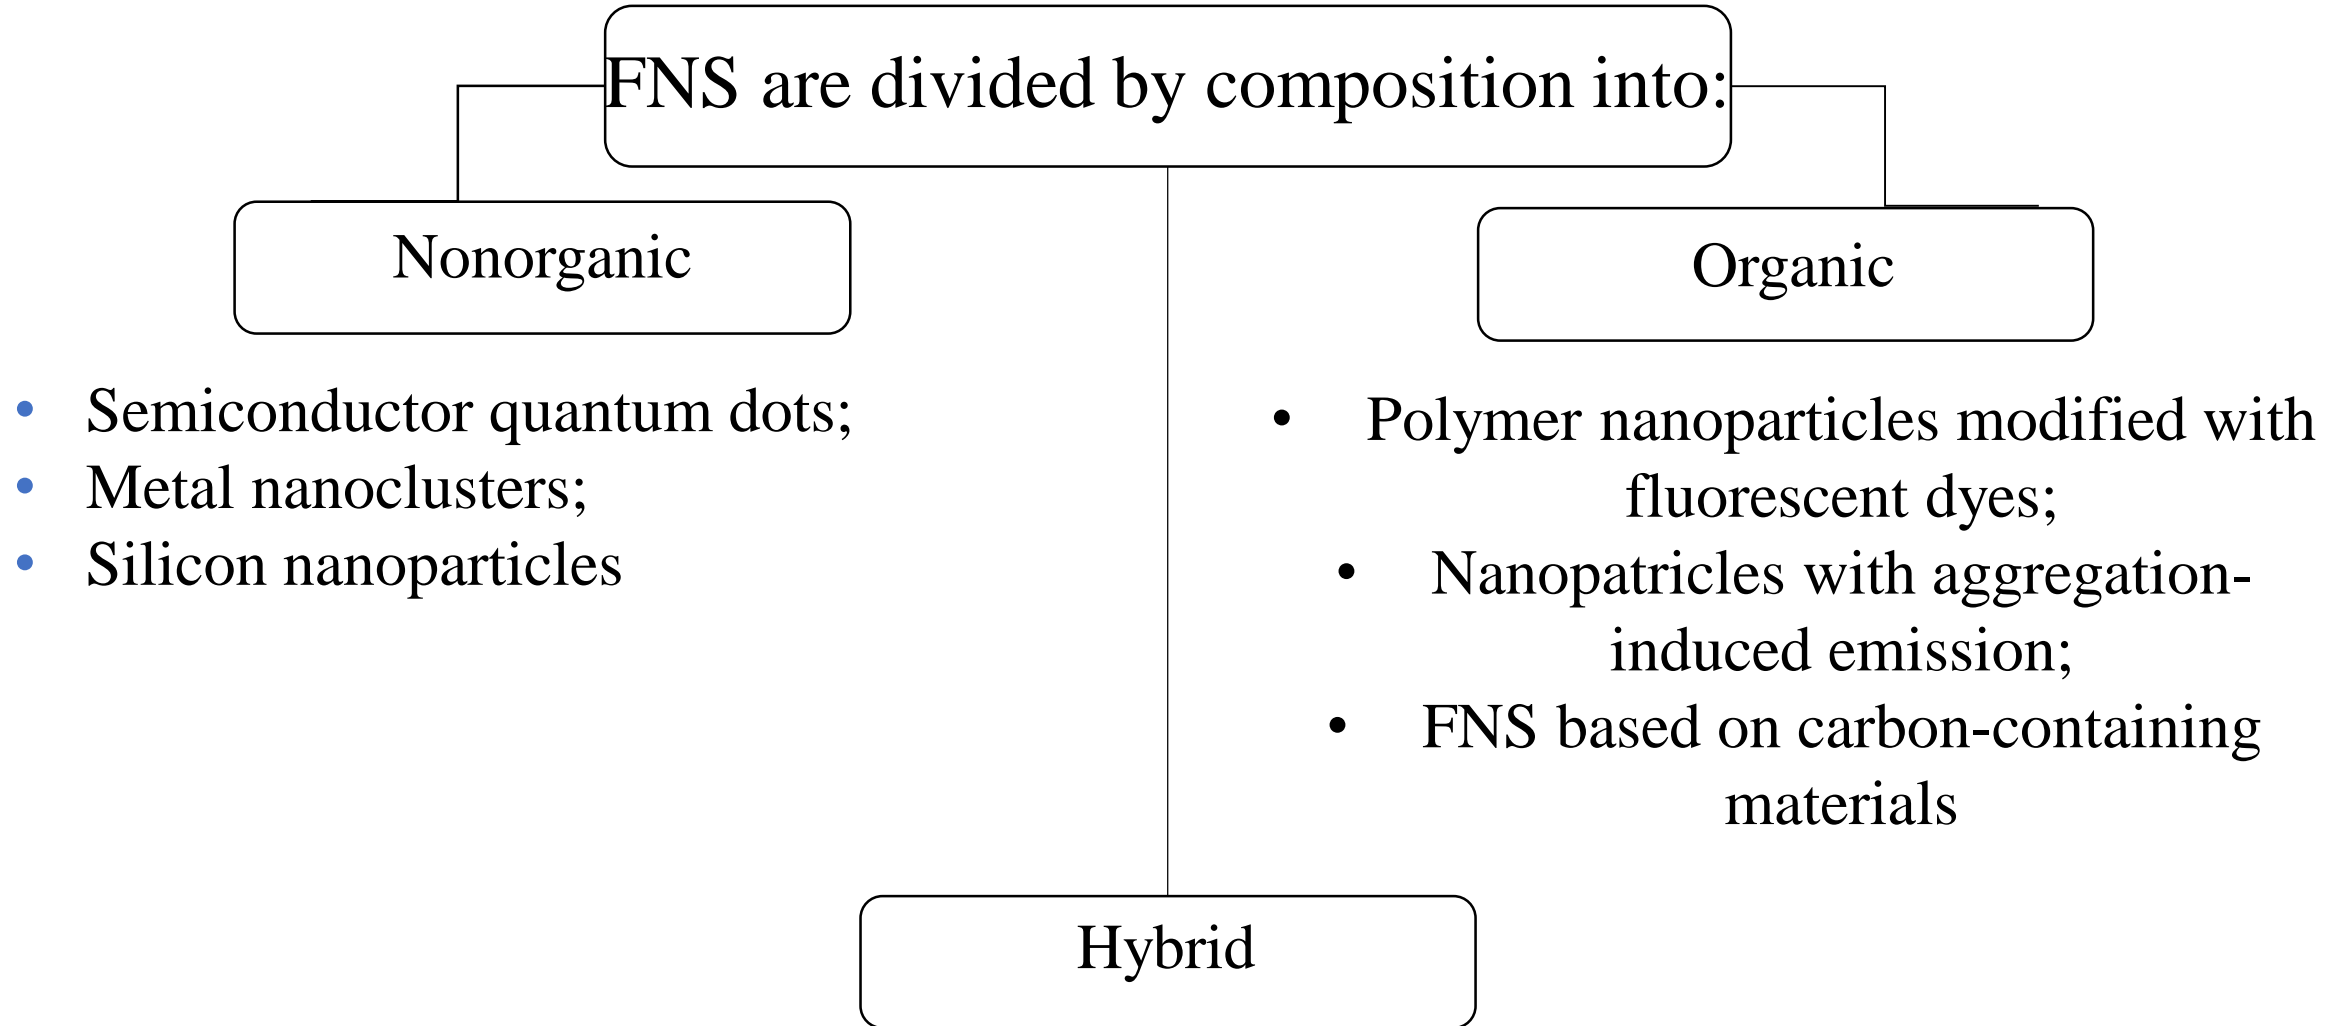 FNS are divided by composition into:
Nonorganic
• Semiconductor quantum dots;
• Metal nanoclusters;
• Silicon nanoparticles
Organic
• Polymer nanoparticles modified with
fluorescent dyes;
• Nanopatricles with aggregation-
induced emission;
• FNS based on carbon-containing
materials
Hybrid